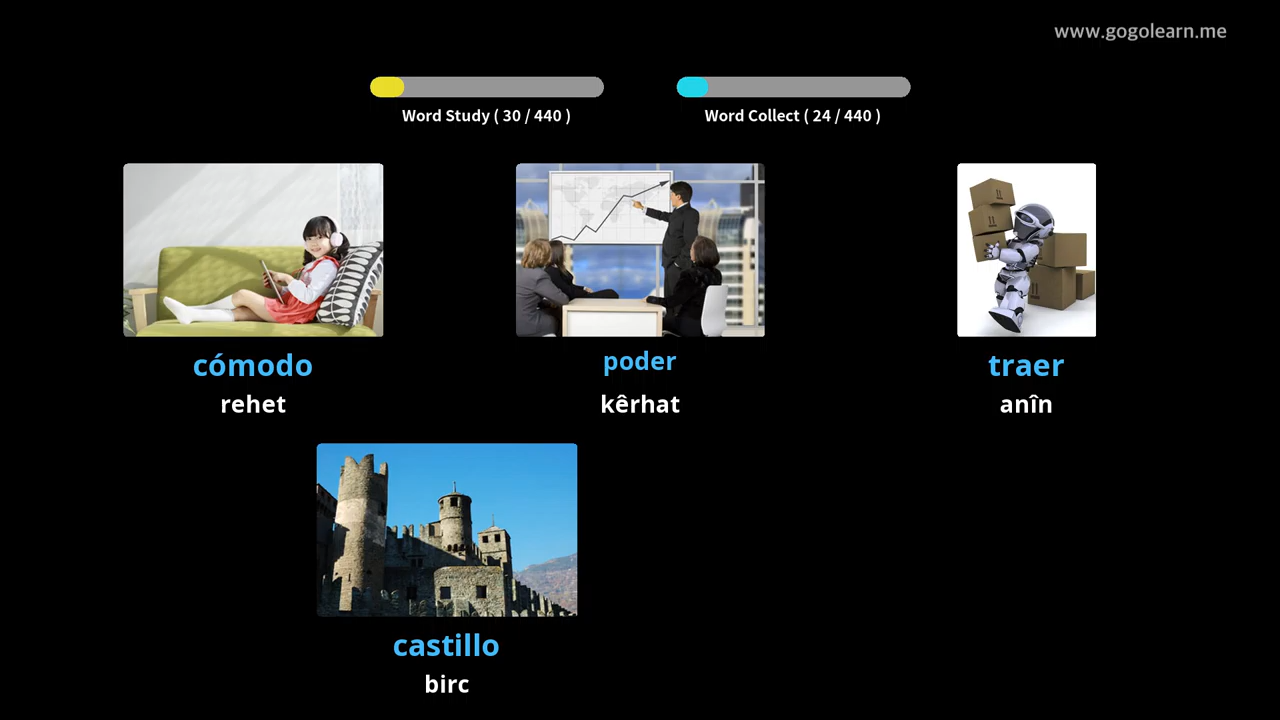 www.gogolearn.me
Word Study ( 30 / 440 )
Word Collect ( 24 / 440 )
cómodo
rehet
poder
kêrhat
traer
anîn
castillo
birc